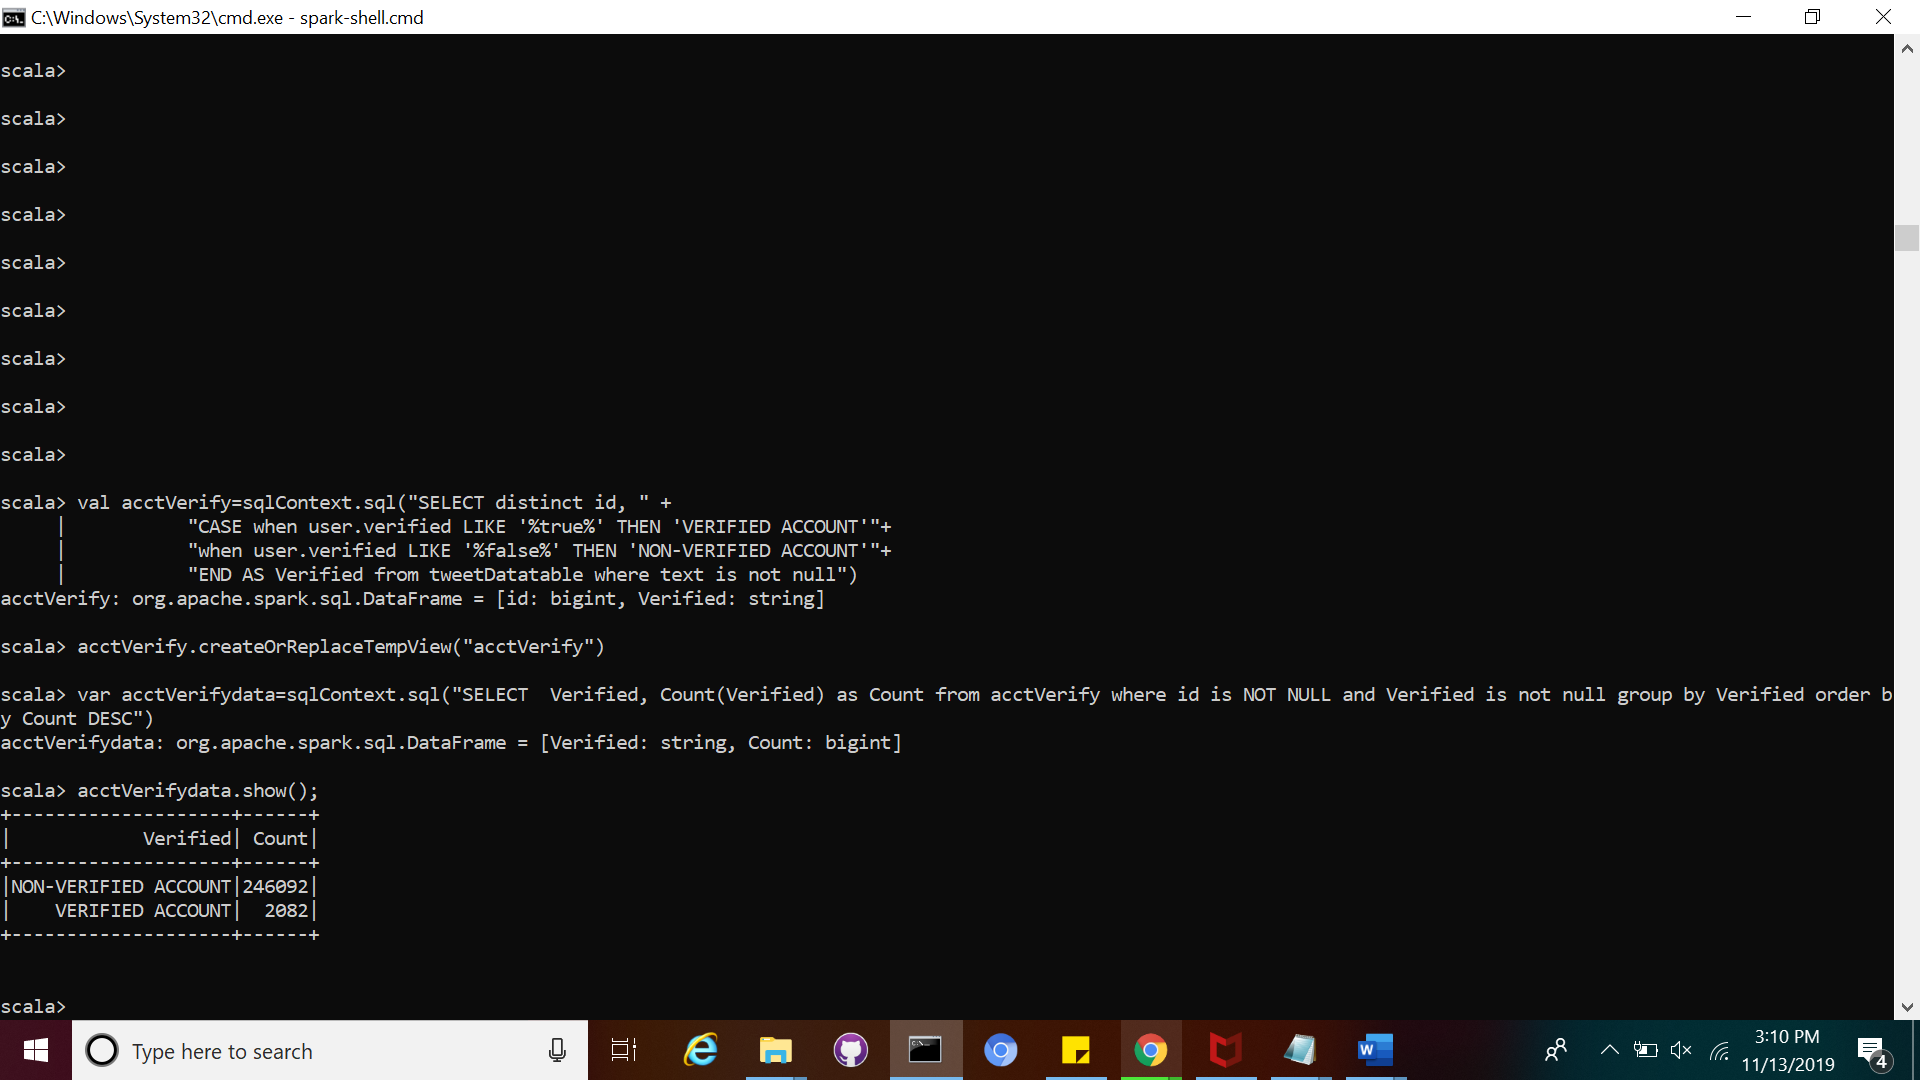 C:\Windows\System32\cmd.exe - spark-shell.cmd
scala>
scala>
scala>
scala>
scala>
scala>
scala>
scala>
scala>
scala> val acctVerify=sqlContext.sql("SELECT distinct id, " +
     |           "CASE when user.verified LIKE '%true%' THEN 'VERIFIED ACCOUNT'"+
     |           "when user.verified LIKE '%false%' THEN 'NON-VERIFIED ACCOUNT'"+
     |           "END AS Verified from tweetDatatable where text is not null")
acctVerify: org.apache.spark.sql.DataFrame = [id: bigint, Verified: string]
scala> acctVerify.createOrReplaceTempView("acctVerify")
scala> var acctVerifydata=sqlContext.sql("SELECT  Verified, Count(Verified) as Count from acctVerify where id is NOT NULL and Verified is not null group by Verified order b
y Count DESC")
acctVerifydata: org.apache.spark.sql.DataFrame = [Verified: string, Count: bigint]
scala> acctVerifydata.show();
+--------------------+------+
|            Verified| Count|
+--------------------+------+
|NON-VERIFIED ACCOUNT|246092|
|    VERIFIED ACCOUNT|  2082|
+--------------------+------+
scala>
Type here to search
3:10 PM
11/13/2019
4